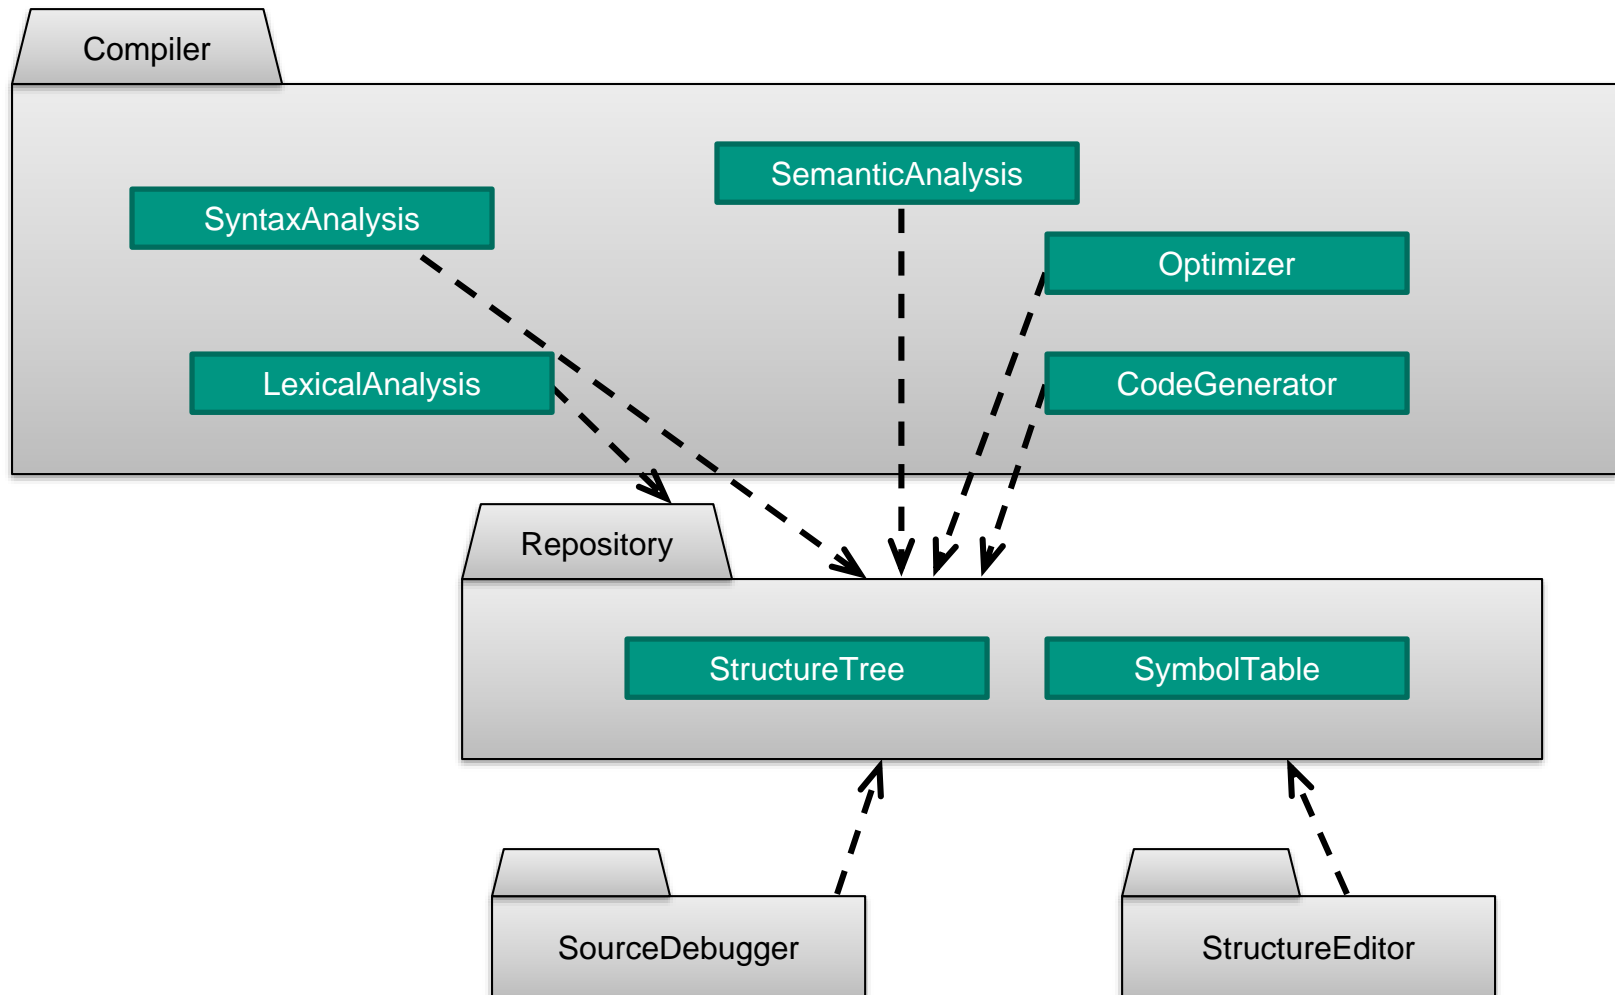 Compiler
SemanticAnalysis
SyntaxAnalysis
Optimizer
LexicalAnalysis
CodeGenerator
Repository
StructureTree
SymbolTable
SourceDebugger
StructureEditor